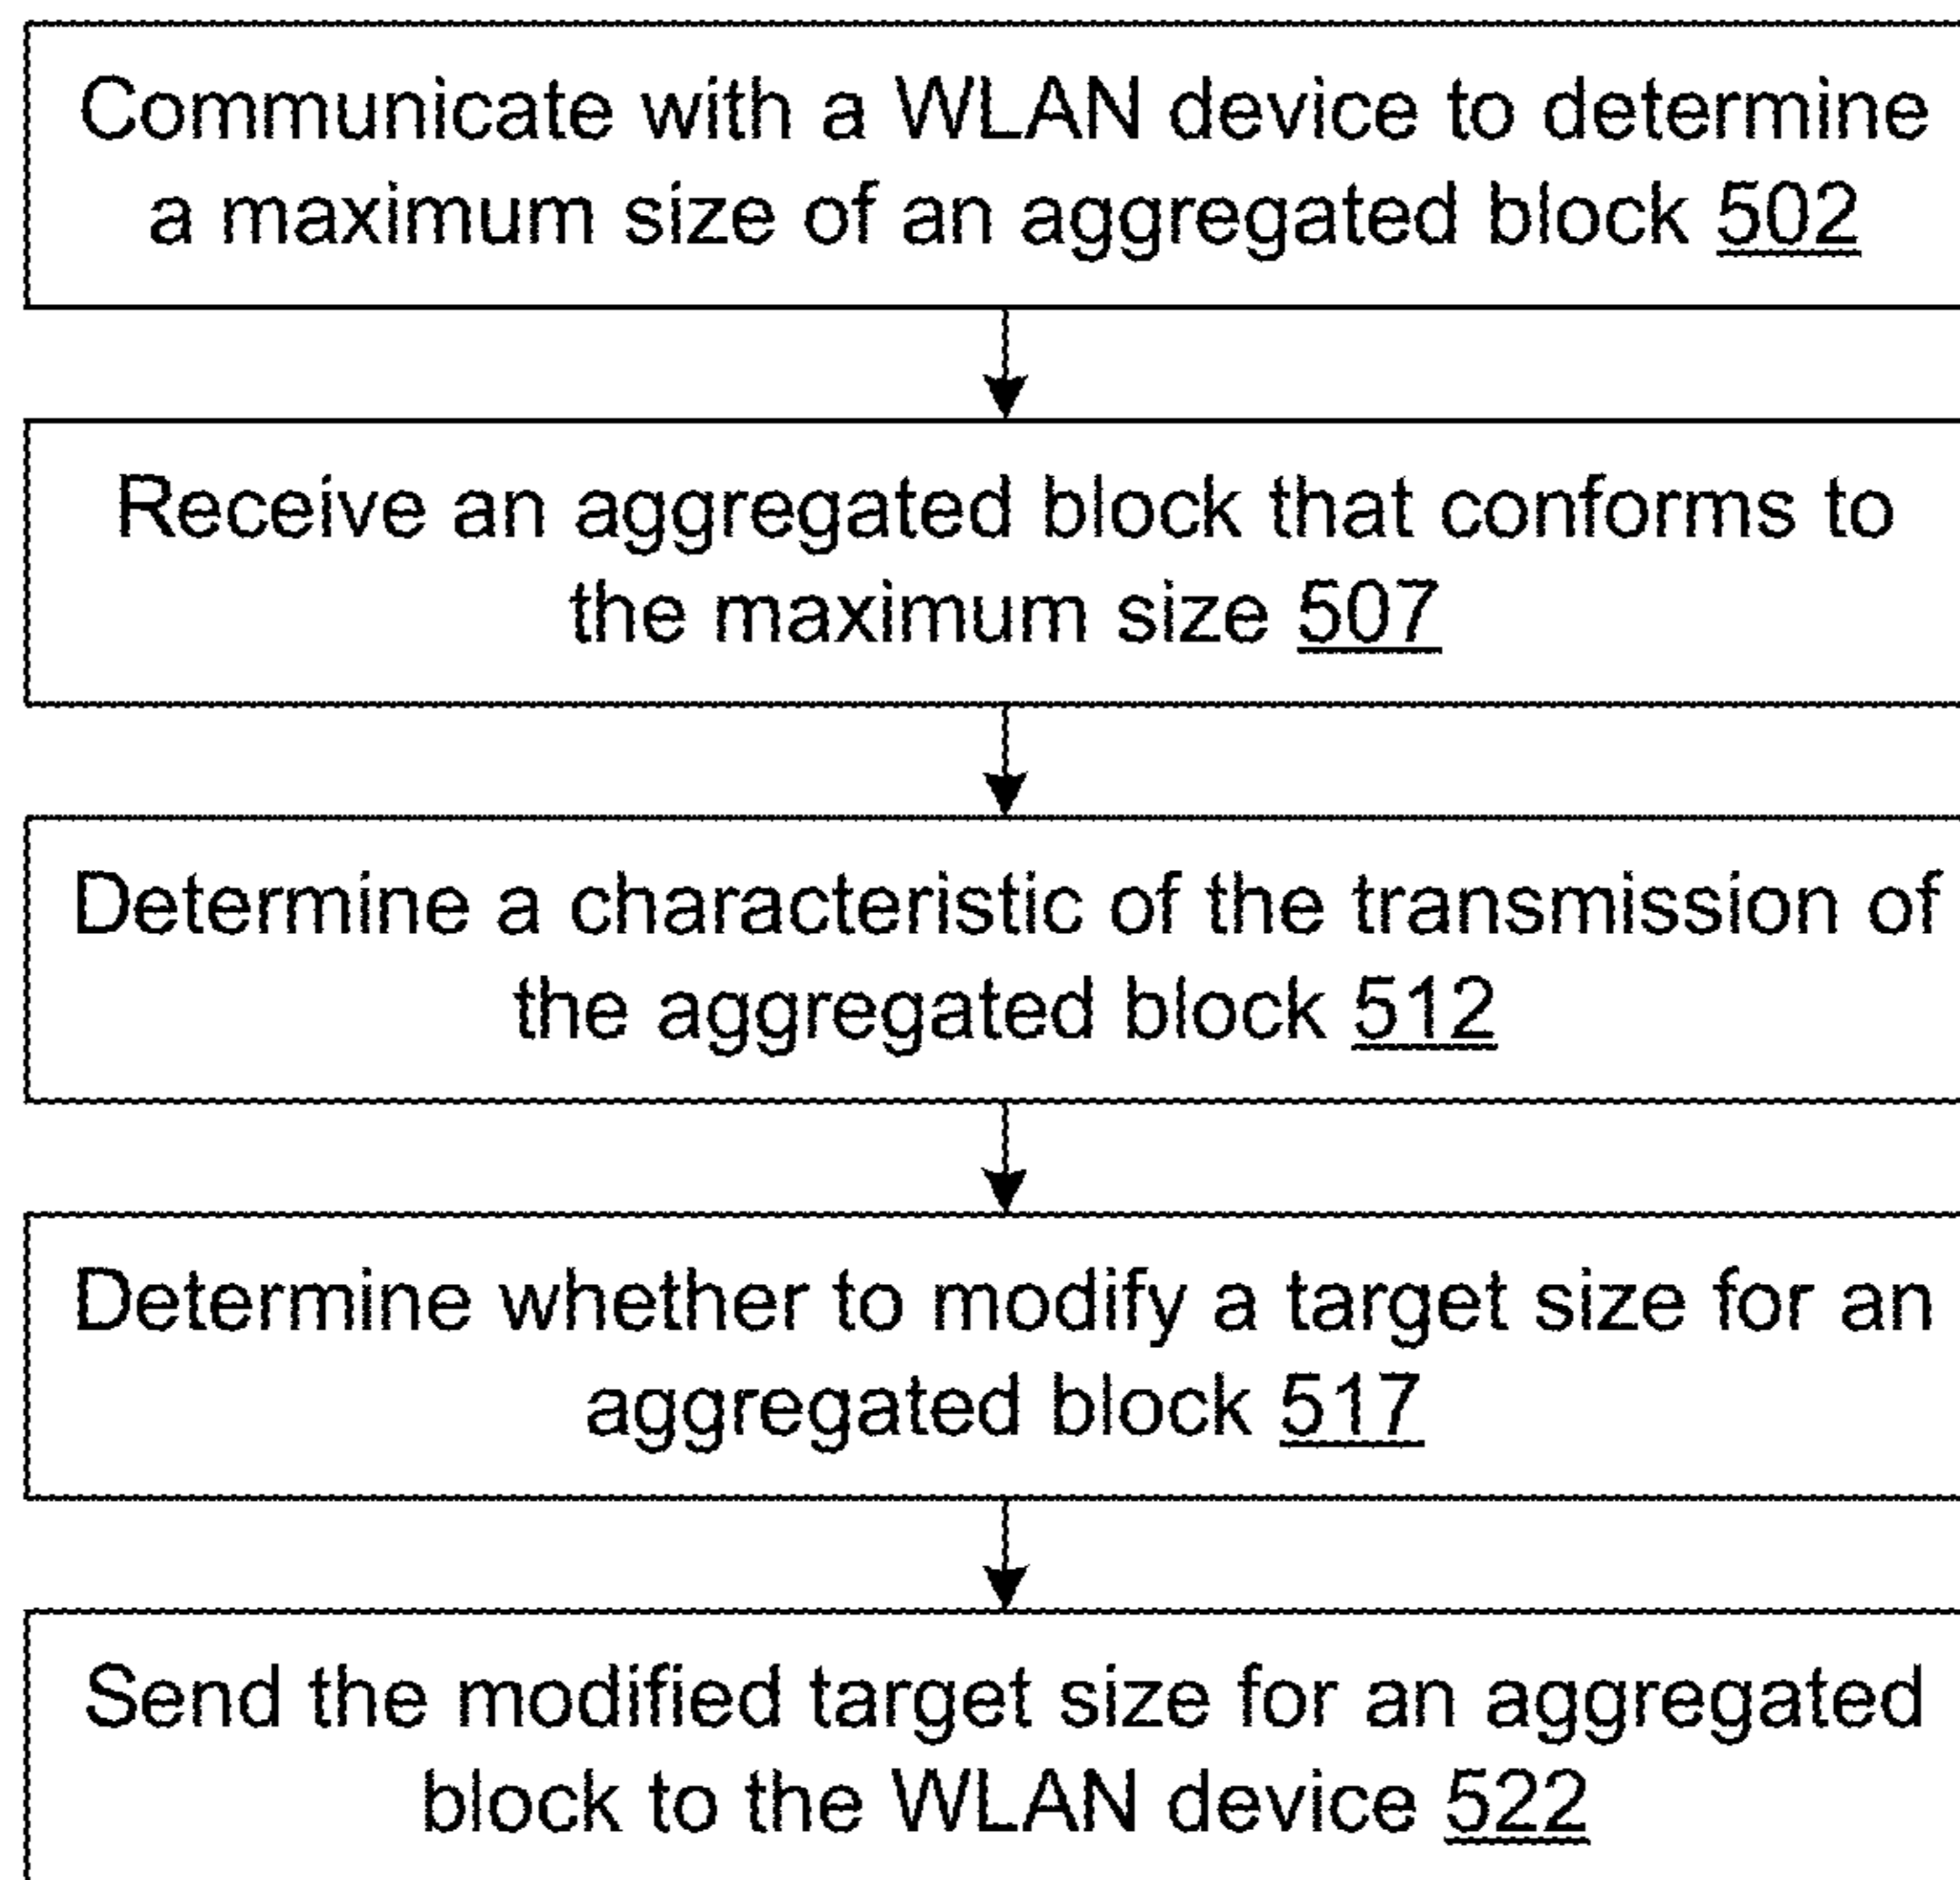 Communicate with a WLAN device to determine
a maximum size of an aggregated block 502
Receive an aggregated block that conforms to
the maximum size 507
Determine a characteristic of the transmission of
the aggregated block 512
Determine whether to modify a target size for an
aggregated block 517
Send the modified target size for an aggregated
block to the WLAN device 522